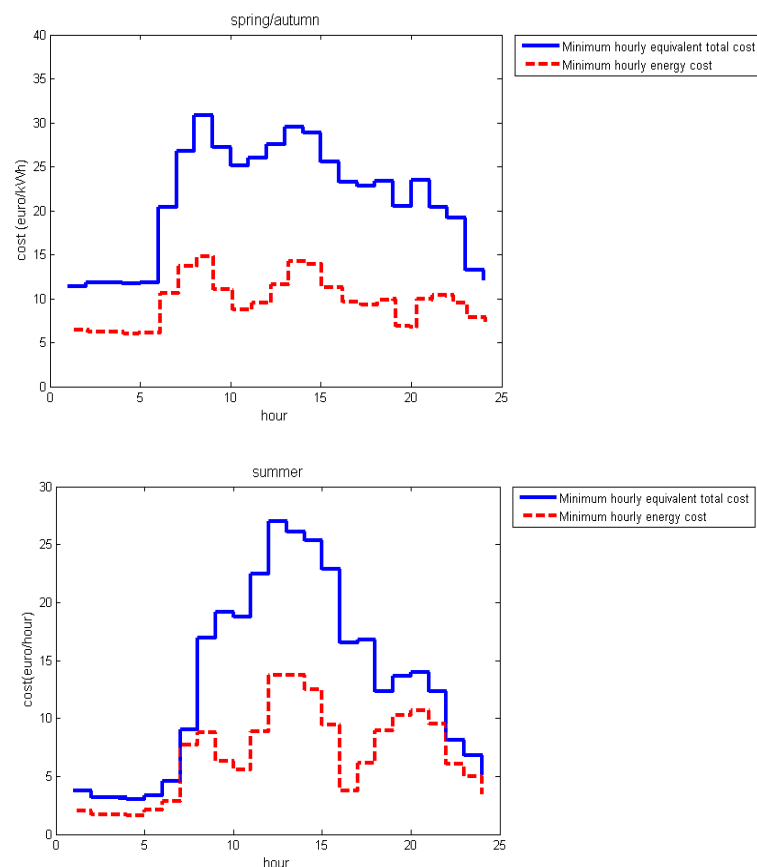 spring/autumn
40
35
30
25
20
15
10
5
0
cost (euro/kWh)
0
5
10
15
20
25
hour
Minimum hourly equivalent total cost
Minimum hourly energy cost
summer
30
25
20
15
10
5
0
cost(euro/hour)
0
5
10
15
20
25
hour
Minimum hourly equivalent total cost
Minimum hourly energy cost